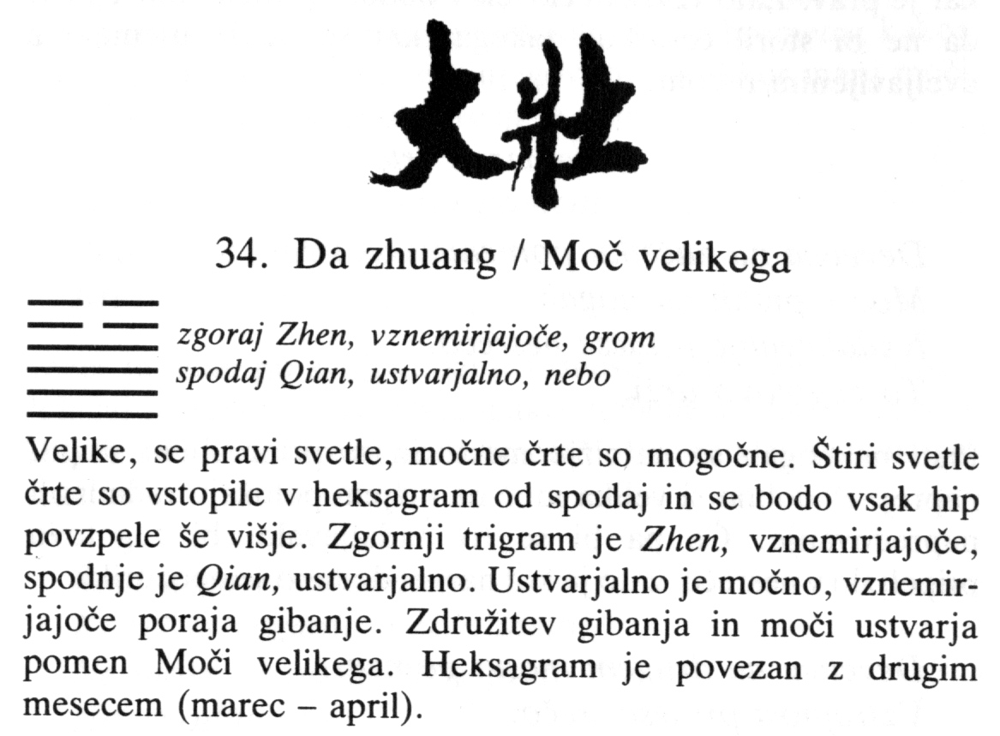 大壯
34. Da zhuang / Moč velikega
zgoraj Zhen, vznemirjajoče, grom
spodaj Qian, ustvarjalno, nebo
Velike, se pravi svetle, močne črte so mogočne. Štiri svetle
črte so vstopile v heksagram od spodaj in se bodo vsak hip
povzpele še višje. Zgornji trigram je Zhen, vznemirjajoče,
spodnje je Qian, ustvarjalno. Ustvarjalno je močno, vznemir-
jajoče poraja gibanje. Združitev gibanja in moči ustvarja
pomen Moči velikega. Heksagram je povezan z drugim
mesecem (marec – april).